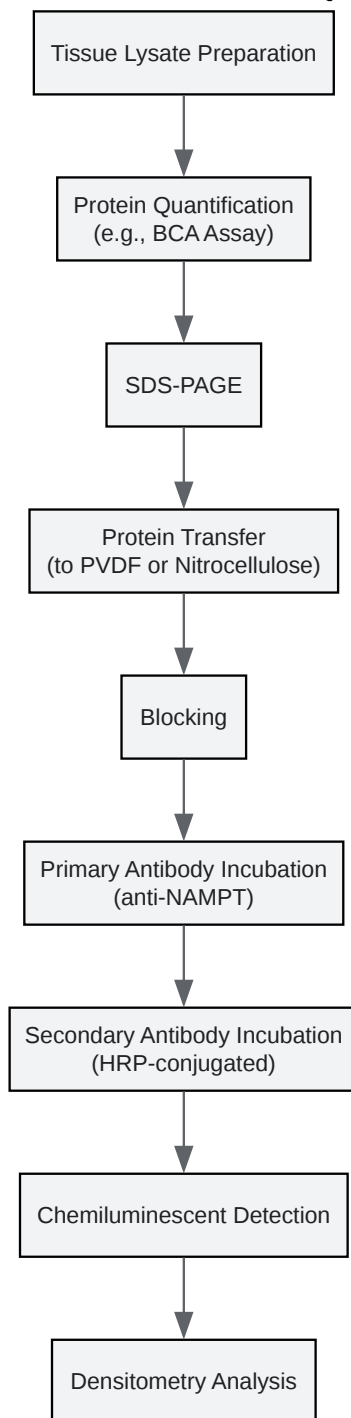 Tissue Lysate Preparation
Protein Quantification
(e.g., BCA Assay)
SDS-PAGE
Protein Transfer
(to PVDF or Nitrocellulose)
Blocking
Primary Antibody Incubation
(anti-NAMPT)
Secondary Antibody Incubation
(HRP-conjugated)
Chemiluminescent Detection
Densitometry Analysis